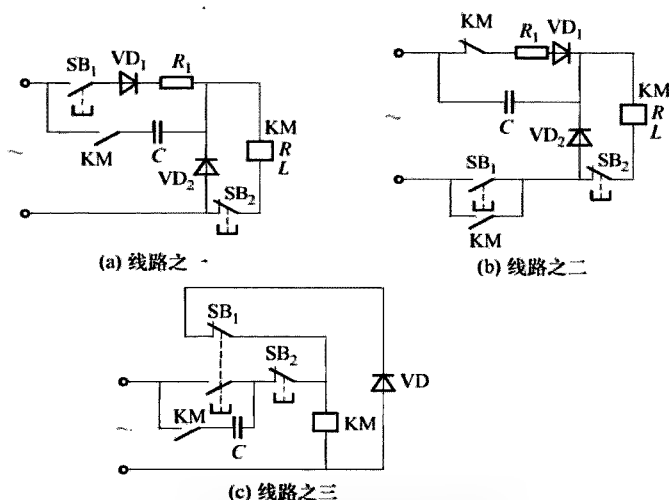 SB₁ VD₁ R₁
KM C
VD₂
KM
R
L
SB₂
~
(a) 线路之一
KM R₁ VD₁
C
KM
R
L
VD₂
SB₁ SB₂
KM
~
(b) 线路之二
SB₁
SB₂
VD
KM C
KM
~
(c) 线路之三